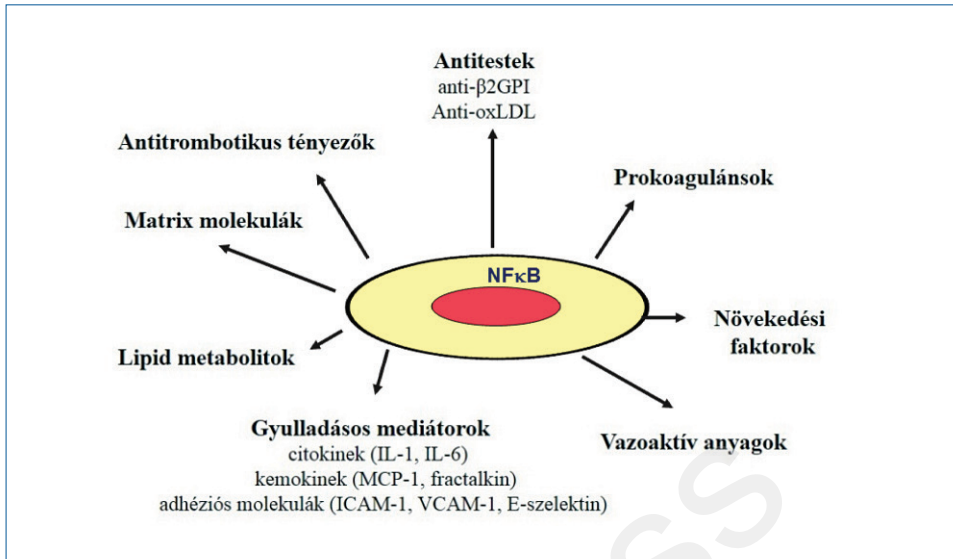 Antitestek
anti-β2GPI
Anti-oxLDL
Antitrombotikus tényezők
Prokoagulánsok
Matrix molekulák
NFκB
Növekedési
faktorok
Lipid metabolitok
Gyulladásos mediátorok
citokinek (IL-1, IL-6)
kemokinek (MCP-1, fractalkin)
adhéziós molekulák (ICAM-1, VCAM-1, E-szelektin)
Vazoaktív anyagok